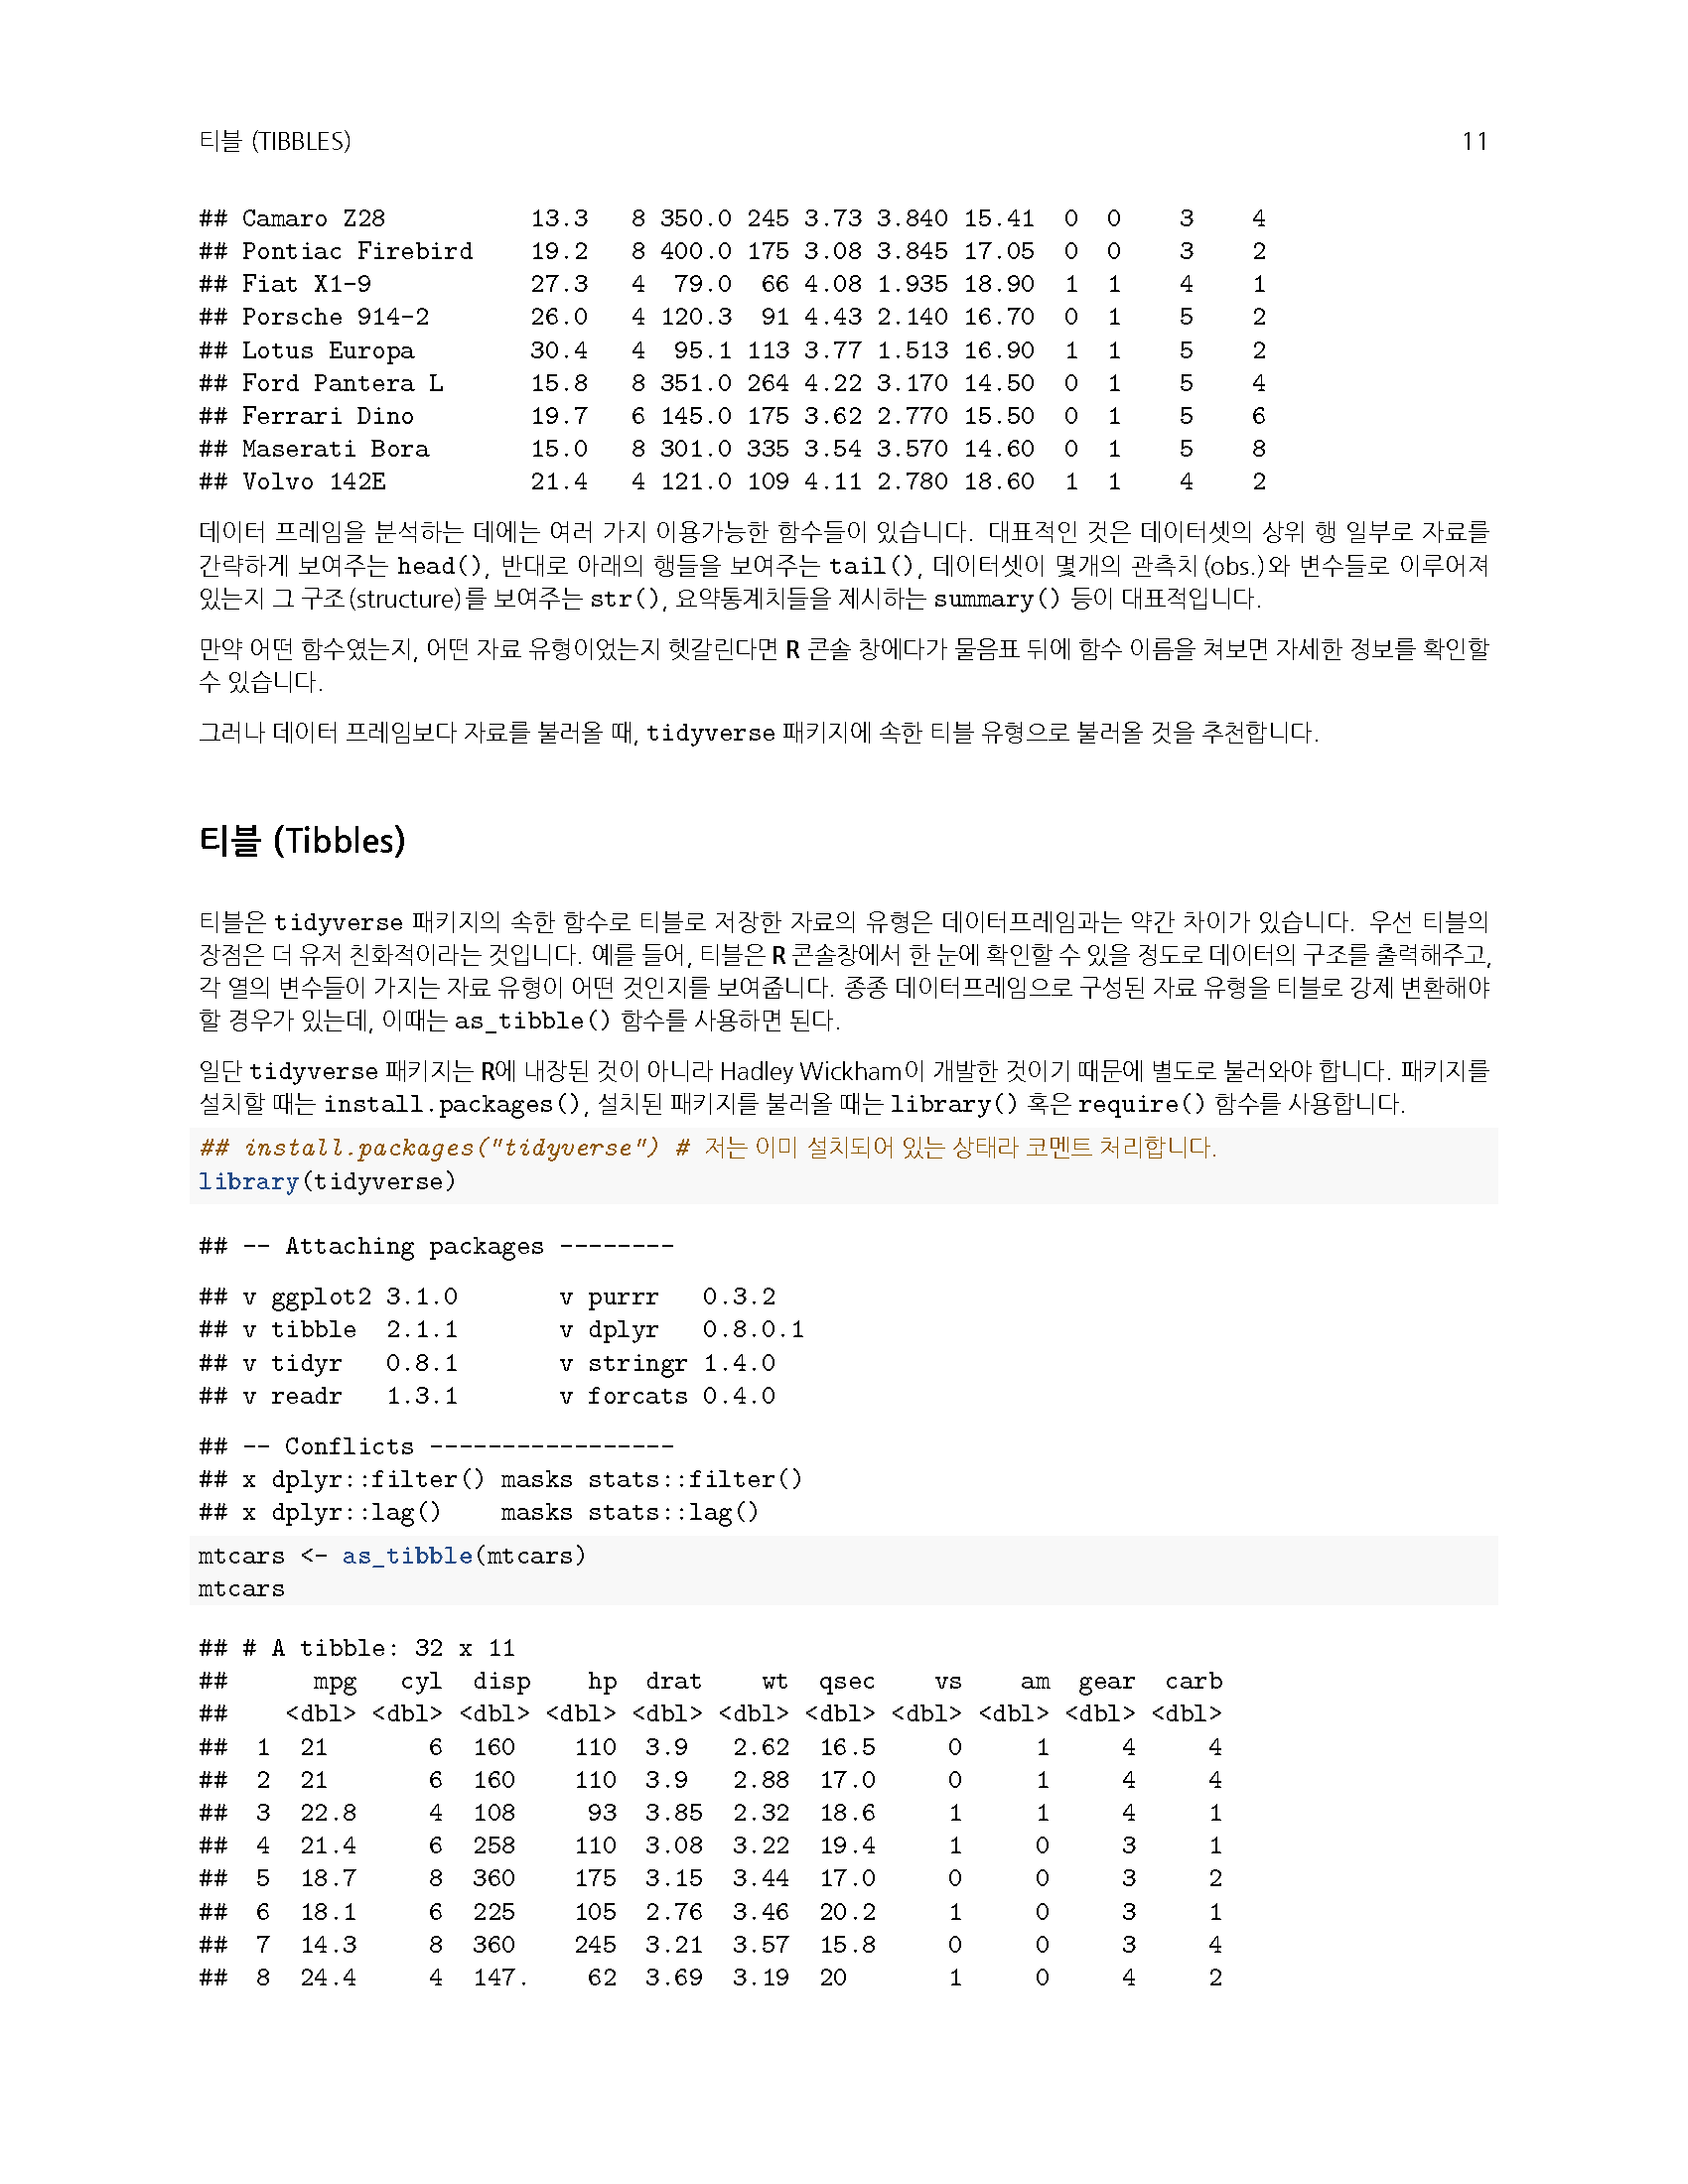 티블 (TIBBLES) 11
## Camaro Z28          13.3   8 350.0 245 3.73 3.840 15.41  0  0    3    4
## Pontiac Firebird    19.2   8 400.0 175 3.08 3.845 17.05  0  0    3    2
## Fiat X1-9           27.3   4  79.0  66 4.08 1.935 18.90  1  1    4    1
## Porsche 914-2       26.0   4 120.3  91 4.43 2.140 16.70  0  1    5    2
## Lotus Europa        30.4   4  95.1 113 3.77 1.513 16.90  1  1    5    2
## Ford Pantera L      15.8   8 351.0 264 4.22 3.170 14.50  0  1    5    4
## Ferrari Dino        19.7   6 145.0 175 3.62 2.770 15.50  0  1    5    6
## Maserati Bora       15.0   8 301.0 335 3.54 3.570 14.60  0  1    5    8
## Volvo 142E          21.4   4 121.0 109 4.11 2.780 18.60  1  1    4    2
데이터 프레임을 분석하는 데에는 여러 가지 이용가능한 함수들이 있습니다. 대표적인 것은 데이터셋의 상위 행 일부로 자료를
간략하게 보여주는 head(), 반대로 아래의 행들을 보여주는 tail(), 데이터셋이 몇개의 관측치(obs.)와 변수들로 이루어져
있는지 그 구조(structure)를 보여주는 str(), 요약통계치들을 제시하는 summary() 등이 대표적입니다.
만약 어떤 함수였는지, 어떤 자료 유형이었는지 헷갈린다면 R 콘솔 창에다가 물음표 뒤에 함수 이름을 쳐보면 자세한 정보를 확인할
수 있습니다.
그러나 데이터 프레임보다 자료를 불러올 때, tidyverse 패키지에 속한 티블 유형으로 불러올 것을 추천합니다.
티블 (Tibbles)
티블은 tidyverse 패키지의 속한 함수로 티블로 저장한 자료의 유형은 데이터프레임과는 약간 차이가 있습니다. 우선 티블의
장점은 더 유저 친화적이라는 것입니다. 예를 들어, 티블은 R 콘솔창에서 한 눈에 확인할 수 있을 정도로 데이터의 구조를 출력해주고,
각 열의 변수들이 가지는 자료 유형이 어떤 것인지를 보여줍니다. 종종 데이터프레임으로 구성된 자료 유형을 티블로 강제 변환해야
할 경우가 있는데, 이때는 as_tibble() 함수를 사용하면 된다.
일단 tidyverse 패키지는 R에 내장된 것이 아니라 Hadley Wickham이 개발한 것이기 때문에 별도로 불러와야 합니다. 패키지를
설치할 때는 install.packages(), 설치된 패키지를 불러올 때는 library() 혹은 require() 함수를 사용합니다.
## install.packages("tidyverse") # 저는 이미 설치되어 있는 상태라 코멘트 처리합니다.
library(tidyverse)
## -- Attaching packages --------
## v ggplot2 3.1.0       v purrr   0.3.2
## v tibble  2.1.1       v dplyr   0.8.0.1
## v tidyr   0.8.1       v stringr 1.4.0
## v readr   1.3.1       v forcats 0.4.0
## -- Conflicts -----------------
## x dplyr::filter() masks stats::filter()
## x dplyr::lag()    masks stats::lag()
mtcars <- as_tibble(mtcars)
mtcars
## # A tibble: 32 x 11
##      mpg   cyl  disp    hp  drat    wt  qsec    vs    am  gear  carb
##    <dbl> <dbl> <dbl> <dbl> <dbl> <dbl> <dbl> <dbl> <dbl> <dbl> <dbl>
##  1  21       6  160    110  3.9   2.62  16.5     0     1     4     4
##  2  21       6  160    110  3.9   2.88  17.0     0     1     4     4
##  3  22.8     4  108     93  3.85  2.32  18.6     1     1     4     1
##  4  21.4     6  258    110  3.08  3.22  19.4     1     0     3     1
##  5  18.7     8  360    175  3.15  3.44  17.0     0     0     3     2
##  6  18.1     6  225    105  2.76  3.46  20.2     1     0     3     1
##  7  14.3     8  360    245  3.21  3.57  15.8     0     0     3     4
##  8  24.4     4  147.    62  3.69  3.19  20       1     0     4     2